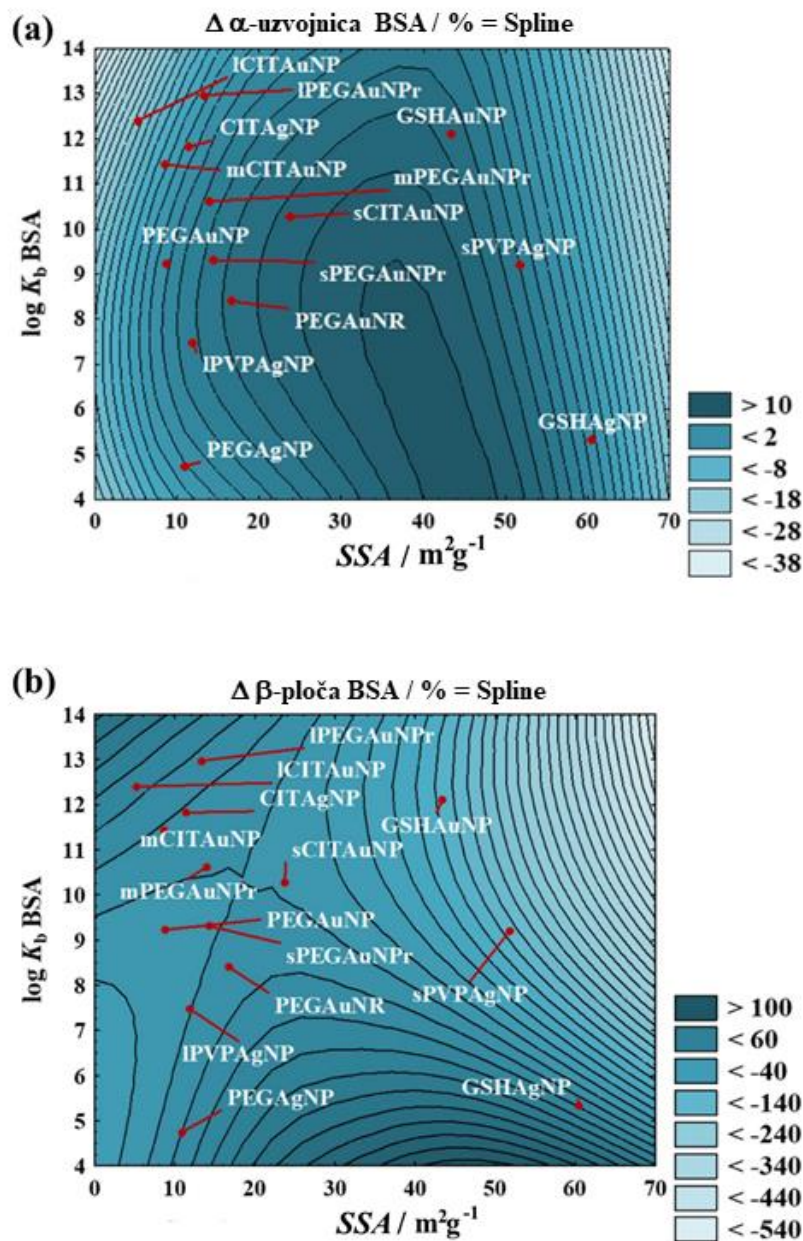 (a)
Δ α-uzvojnica BSA / % = Spline
log Kb BSA
14
13
12
11
10
9
8
7
6
5
4
lCITAuNP
lPEGAuNPr
CITAgNP
GSHAuNP
mCITAuNP
mPEGAuNPr
sCITAuNP
PEGAuNP
sPVPAgNP
sPEGAuNPr
PEGAuNR
lPVPAgNP
GSHAgNP
PEGAgNP
0 10 20 30 40 50 60 70
SSA / m²g⁻¹
> 10
< 2
< -8
< -18
< -28
< -38
(b)
Δ β-ploča BSA / % = Spline
log Kb BSA
14
13
12
11
10
9
8
7
6
5
4
lPEGAuNPr
lCITAuNP
CITAgNP
GSHAuNP
mCITAuNP
sCITAuNP
mPEGAuNPr
PEGAuNP
sPEGAuNPr
PEGAuNR
sPVPAgNP
lPVPAgNP
PEGAgNP
GSHAgNP
0 10 20 30 40 50 60 70
SSA / m²g⁻¹
> 100
< 60
< -40
< -140
< -240
< -340
< -440
< -540